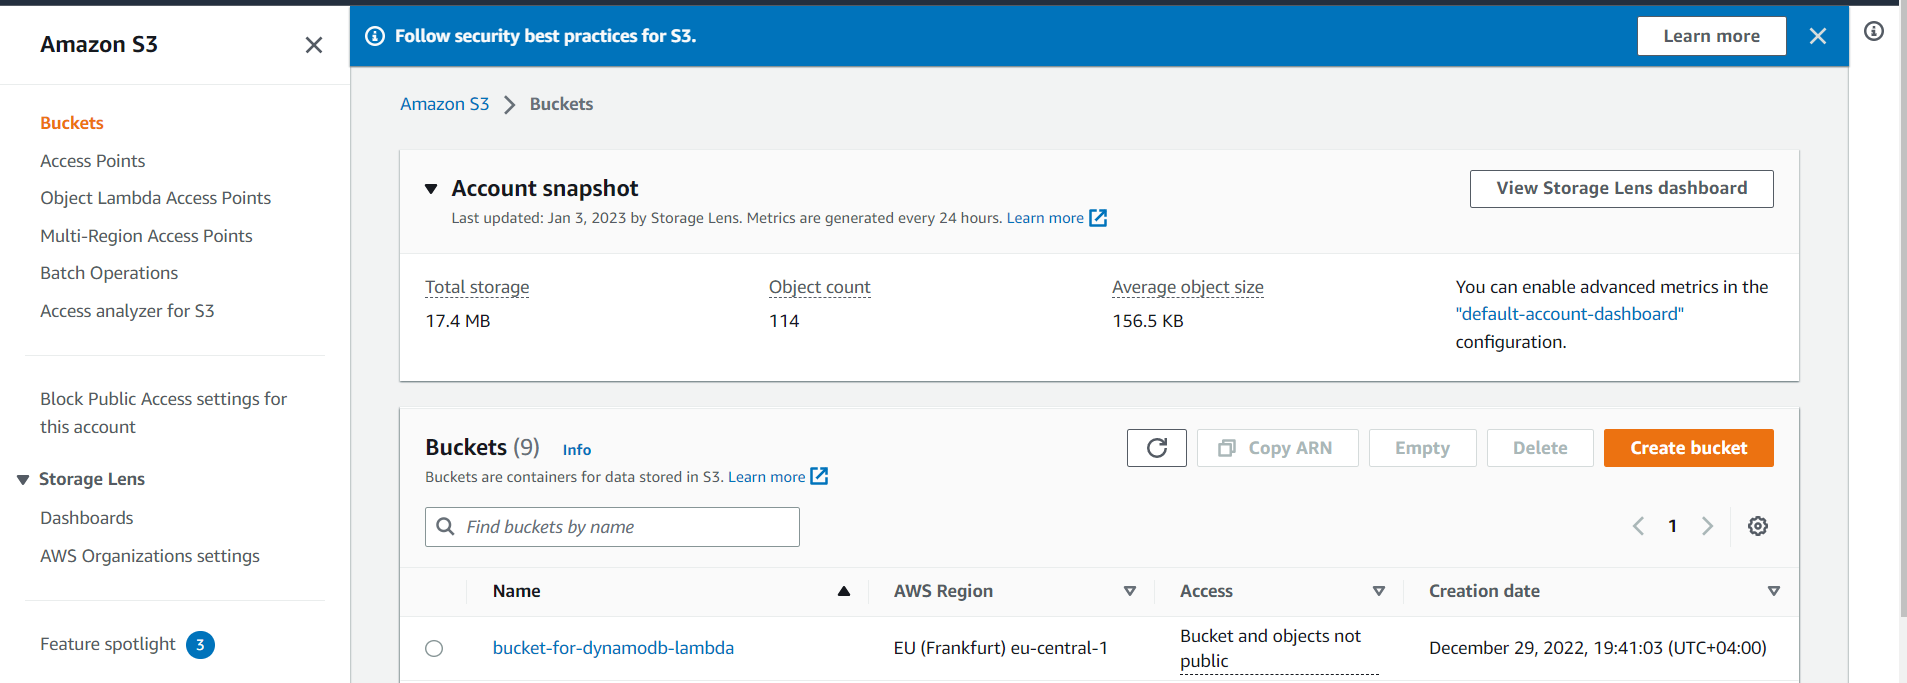 Amazon S3
Buckets
Access Points
Object Lambda Access Points
Multi-Region Access Points
Batch Operations
Access analyzer for S3
Block Public Access settings for
this account
Storage Lens
Dashboards
AWS Organizations settings
Feature spotlight 3
Follow security best practices for S3.
Learn more
Amazon S3 Buckets
Account snapshot
View Storage Lens dashboard
Last updated: Jan 3, 2023 by Storage Lens. Metrics are generated every 24 hours. Learn more
Total storage
17.4 MB
Object count
114
Average object size
156.5 KB
You can enable advanced metrics in the
"default-account-dashboard"
configuration.
Buckets (9) Info
Buckets are containers for data stored in S3. Learn more
Copy ARN
Empty
Delete
Create bucket
Find buckets by name
1
Name AWS Region Access Creation date
bucket-for-dynamodb-lambda
EU (Frankfurt) eu-central-1
Bucket and objects not
public
December 29, 2022, 19:41:03 (UTC+04:00)